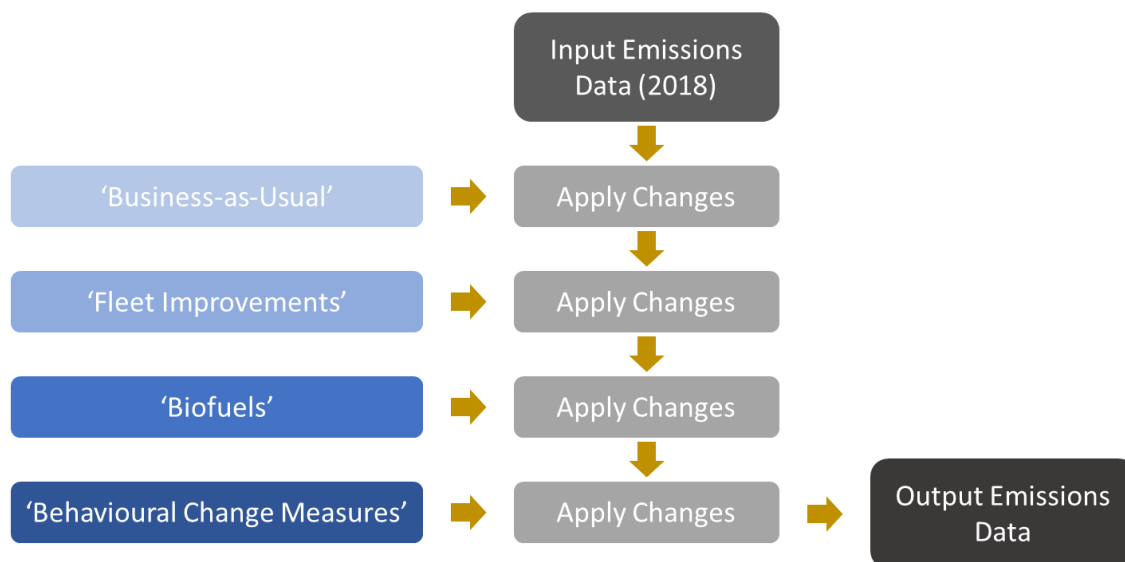 Input Emissions
Data (2018)
‘Business-as-Usual’
Apply Changes
‘Fleet Improvements’
Apply Changes
‘Biofuels’
Apply Changes
‘Behavioural Change Measures’
Apply Changes
Output Emissions
Data